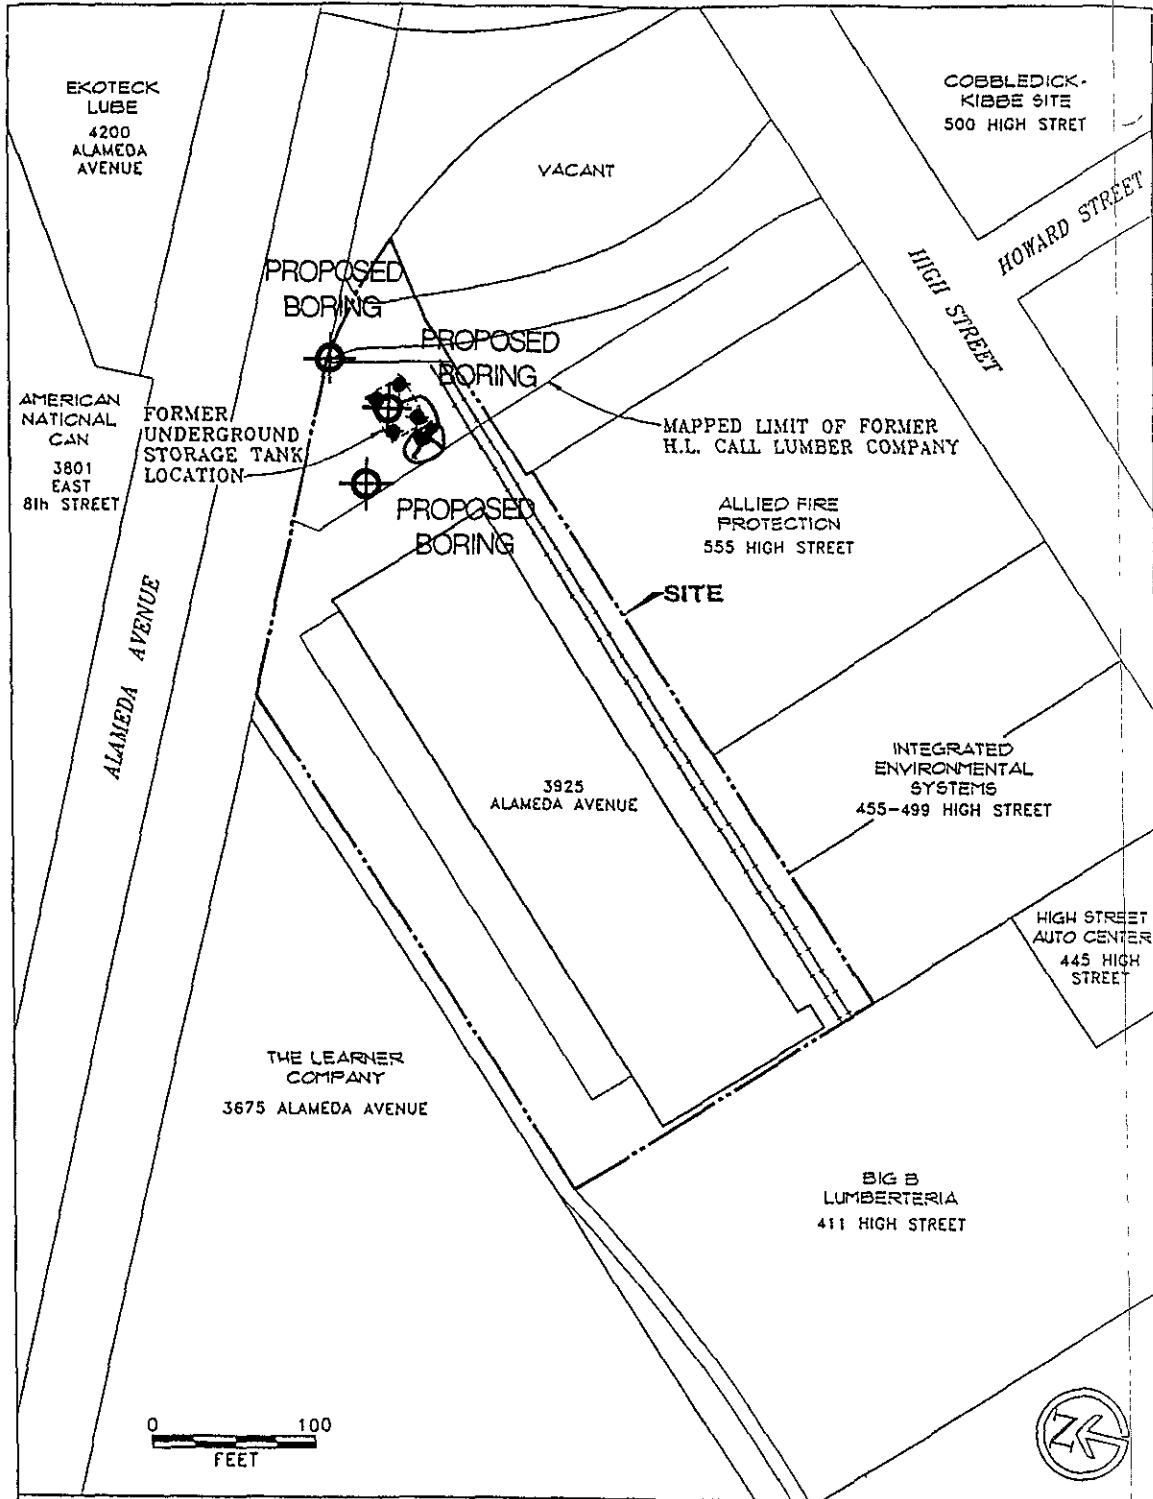 EKOTECK
LUBE
4200
ALAMEDA
AVENUE
COBBLEDICK-
KIBBE SITE
500 HIGH STRET
VACANT
HOWARD STREET
HIGH STREET
PROPOSED
BORING
PROPOSED
BORING
AMERICAN
NATIONAL
CAN
3801
EAST
8th STREET
FORMER
UNDERGROUND
STORAGE TANK
LOCATION
MAPPED LIMIT OF FORMER
H.L. CALL LUMBER COMPANY
PROPOSED
BORING
ALLIED FIRE
PROTECTION
555 HIGH STREET
SITE
ALAMEDA AVENUE
3925
ALAMEDA AVENUE
INTEGRATED
ENVIRONMENTAL
SYSTEMS
455-499 HIGH STREET
HIGH STREET
AUTO CENTER
445 HIGH
STREET
THE LEARNER
COMPANY
3675 ALAMEDA AVENUE
BIG B
LUMBERTERIA
411 HIGH STREET
0 100
FEET
N